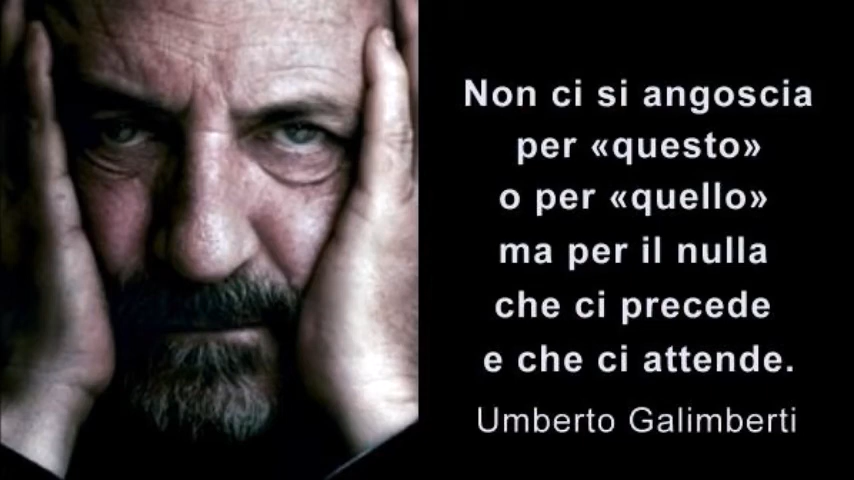 Non ci si angoscia
per «questo»
o per «quello»
ma per il nulla
che ci precede
e che ci attende.
Umberto Galimberti